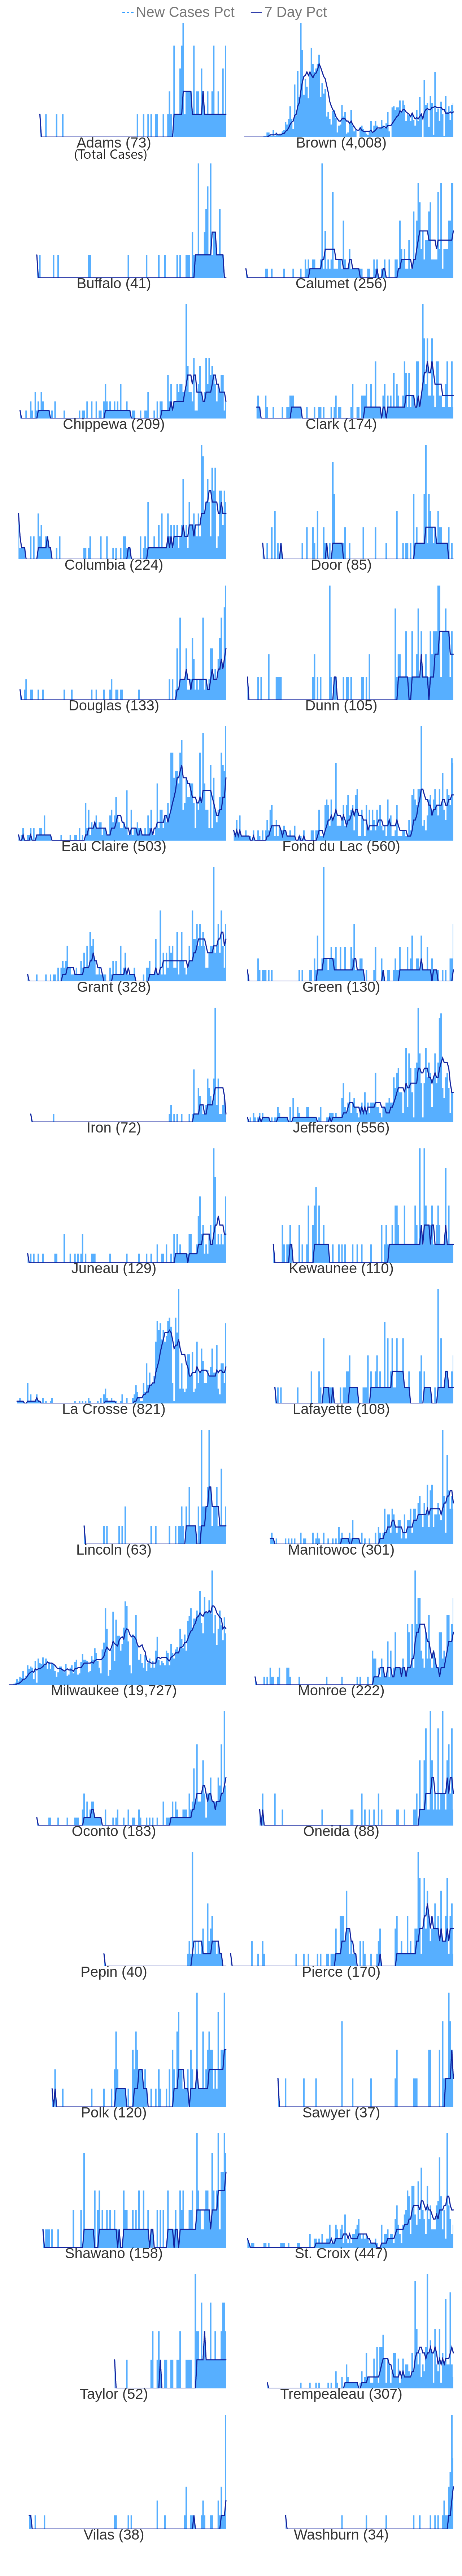 New Cases Pct 7 Day Pct
Adams (73) Brown (4,008)
(Total Cases)
Buffalo (41) Calumet (256)
Chippewa (209) Clark (174)
Columbia (224) Door (85)
Douglas (133) Dunn (105)
Eau Claire (503) Fond du Lac (560)
Grant (328) Green (130)
Iron (72) Jefferson (556)
Juneau (129) Kewaunee (110)
La Crosse (821) Lafayette (108)
Lincoln (63) Manitowoc (301)
Milwaukee (19,727) Monroe (222)
Oconto (183) Oneida (88)
Pepin (40) Pierce (170)
Polk (120) Sawyer (37)
Shawano (158) St. Croix (447)
Taylor (52) Trempealeau (307)
Vilas (38) Washburn (34)